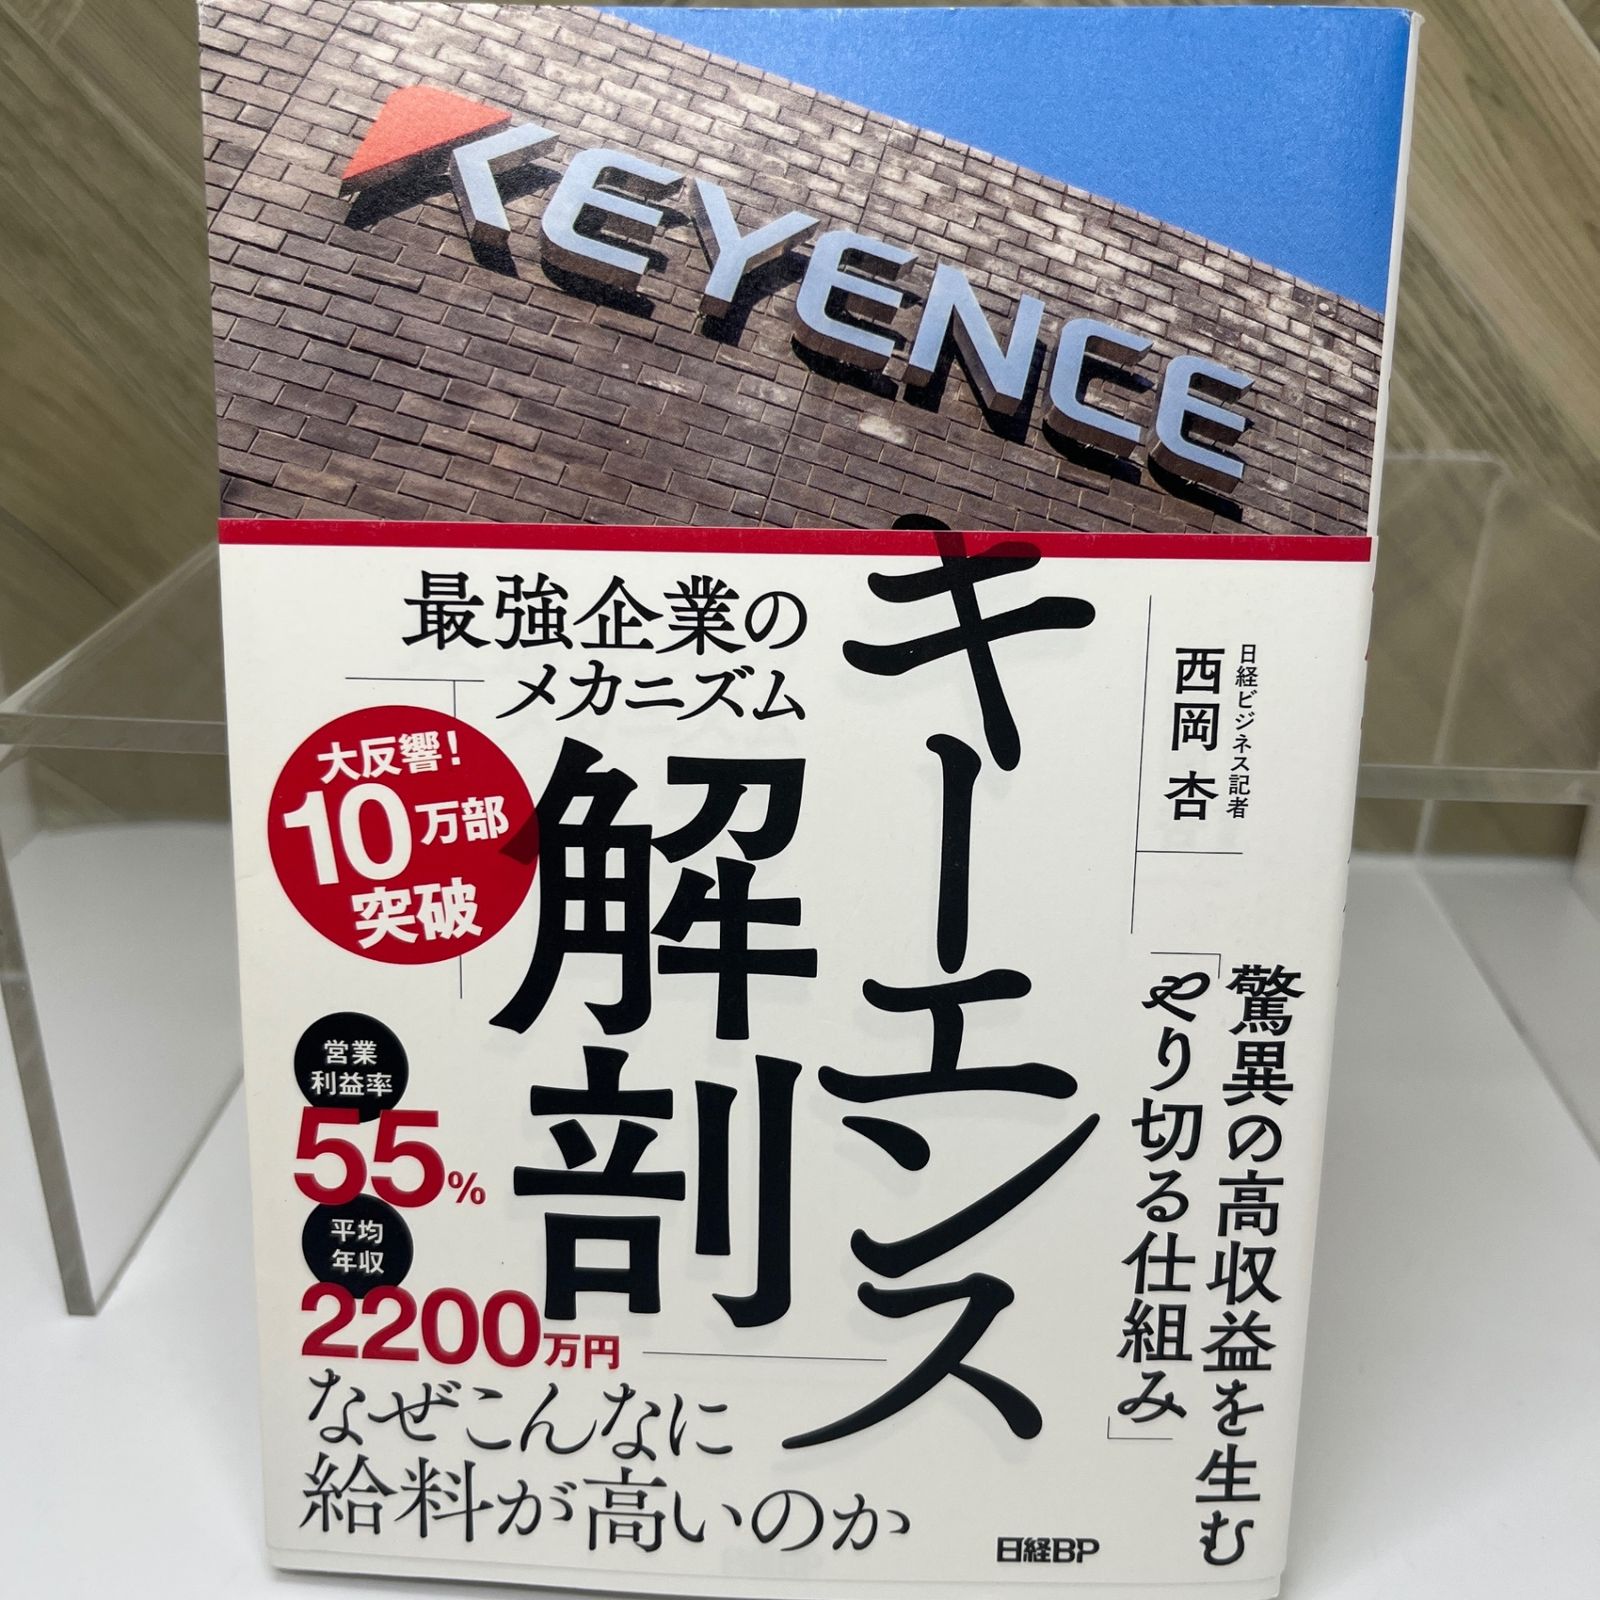 KEYENCE
キーエンス
解剖
最強企業の
メカニズム
日経ビジネス記者
西岡 杏
驚異の高収益を生む
「やり切る仕組み」
大反響!
10万部
突破
営業
利益率
55%
平均
年収
2200万円
なぜこんなに
給料が高いのか
日経BP